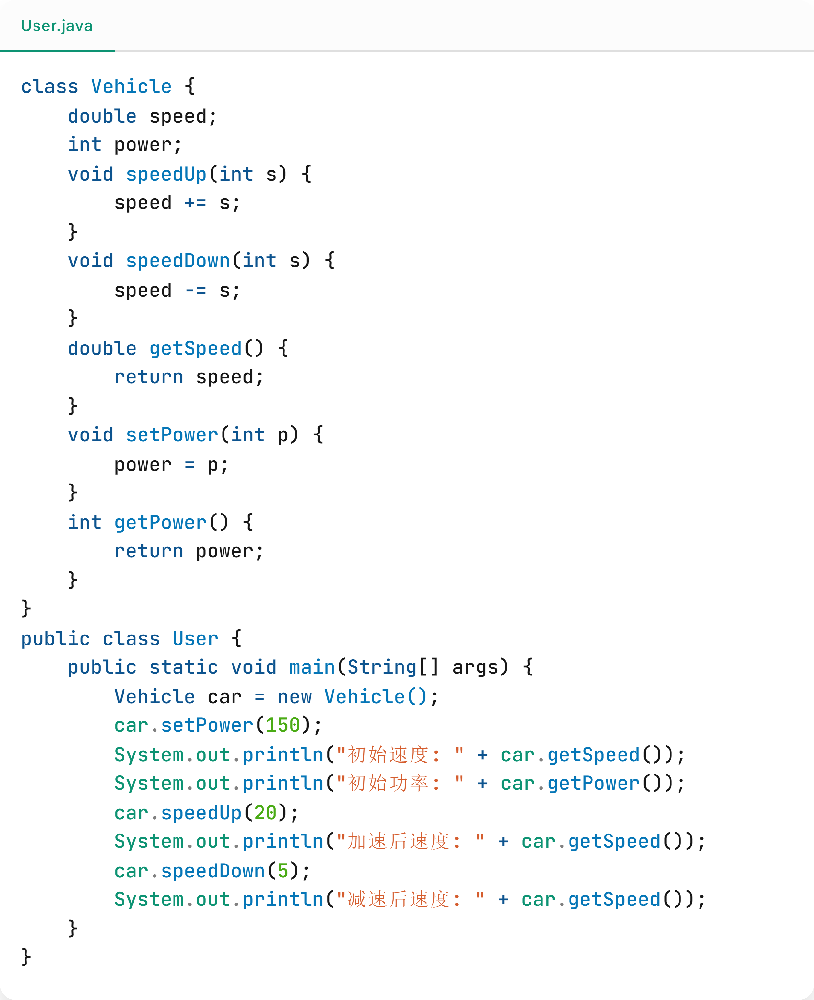 User.java
class Vehicle {
    double speed;
    int power;
    void speedUp(int s) {
        speed += s;
    }
    void speedDown(int s) {
        speed -= s;
    }
    double getSpeed() {
        return speed;
    }
    void setPower(int p) {
        power = p;
    }
    int getPower() {
        return power;
    }
}
public class User {
    public static void main(String[] args) {
        Vehicle car = new Vehicle();
        car.setPower(150);
        System.out.println("初始速度: " + car.getSpeed());
        System.out.println("初始功率: " + car.getPower());
        car.speedUp(20);
        System.out.println("加速后速度: " + car.getSpeed());
        car.speedDown(5);
        System.out.println("减速后速度: " + car.getSpeed());
    }
}